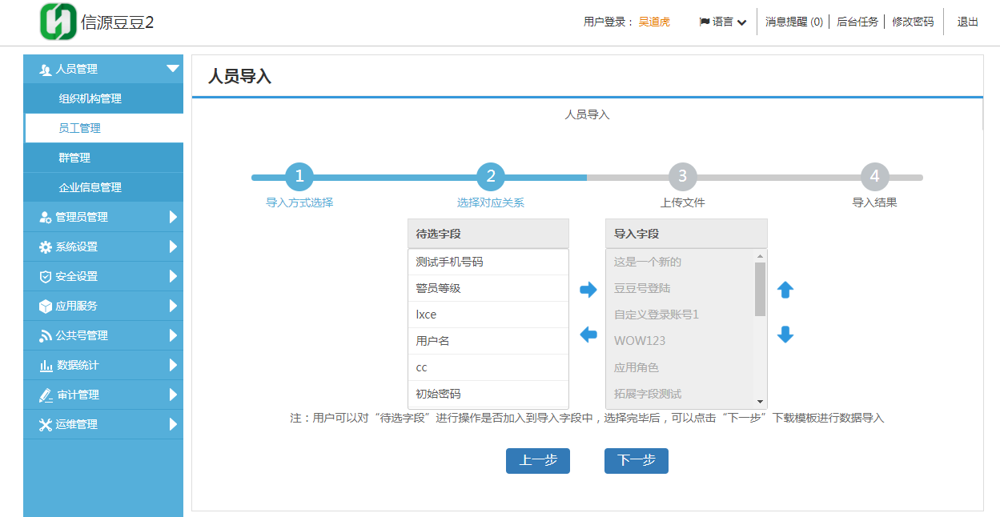 信源豆豆2
用户登录： 吴道虎
语言
消息提醒 (0)
后台任务
修改密码
退出
人员管理
组织机构管理
员工管理
群管理
企业信息管理
管理员管理
系统设置
安全设置
应用服务
公共号管理
数据统计
审计管理
运维管理
人员导入
人员导入
1
2
3
4
导入方式选择
选择对应关系
上传文件
导入结果
待选字段
测试手机号码
警员等级
lxce
用户名
cc
初始密码
导入字段
这是一个新的
豆豆号登陆
自定义登录账号1
WOW123
应用角色
拓展字段测试
注：用户可以对“待选字段”进行操作是否加入到导入字段中，选择完毕后，可以点击“下一步”下载模板进行数据导入
上一步
下一步